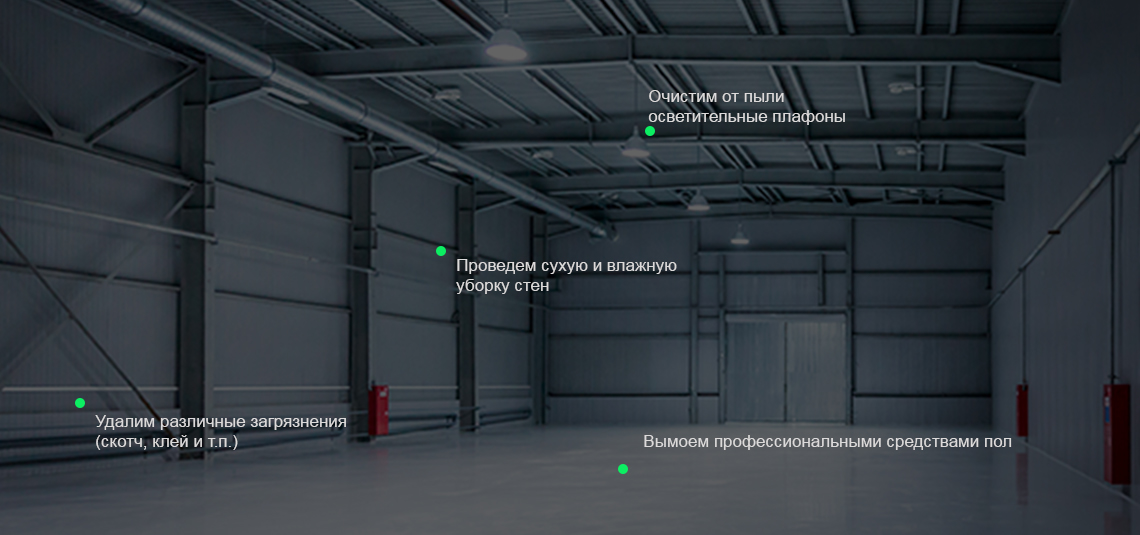 Очистим от пыли
осветительные плафоны
Проведем сухую и влажную
уборку стен
Удалим различные загрязнения
(скотч, клей и т.п.)
Вымоем профессиональными средствами пол